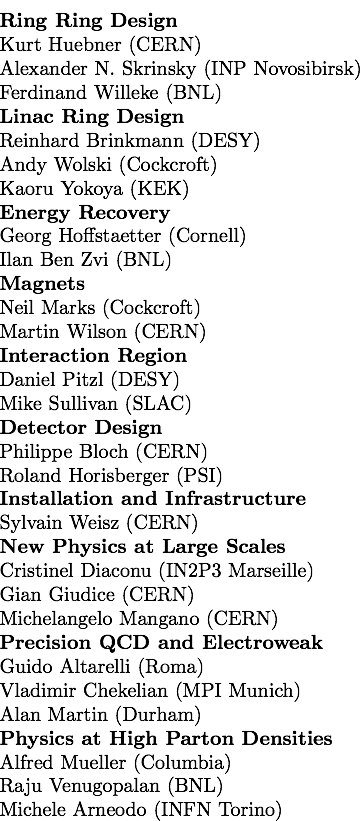 Ring Ring Design
Kurt Huebner (CERN)
Alexander N. Skrinsky (INP Novosibirsk)
Ferdinand Willeke (BNL)
Linac Ring Design
Reinhard Brinkmann (DESY)
Andy Wolski (Cockcroft)
Kaoru Yokoya (KEK)
Energy Recovery
Georg Hoffstaetter (Cornell)
Ilan Ben Zvi (BNL)
Magnets
Neil Marks (Cockcroft)
Martin Wilson (CERN)
Interaction Region
Daniel Pitzl (DESY)
Mike Sullivan (SLAC)
Detector Design
Philippe Bloch (CERN)
Roland Horisberger (PSI)
Installation and Infrastructure
Sylvain Weisz (CERN)
New Physics at Large Scales
Cristinel Diaconu (IN2P3 Marseille)
Gian Giudice (CERN)
Michelangelo Mangano (CERN)
Precision QCD and Electroweak
Guido Altarelli (Roma)
Vladimir Chekelian (MPI Munich)
Alan Martin (Durham)
Physics at High Parton Densities
Alfred Mueller (Columbia)
Raju Venugopalan (BNL)
Michele Arneodo (INFN Torino)